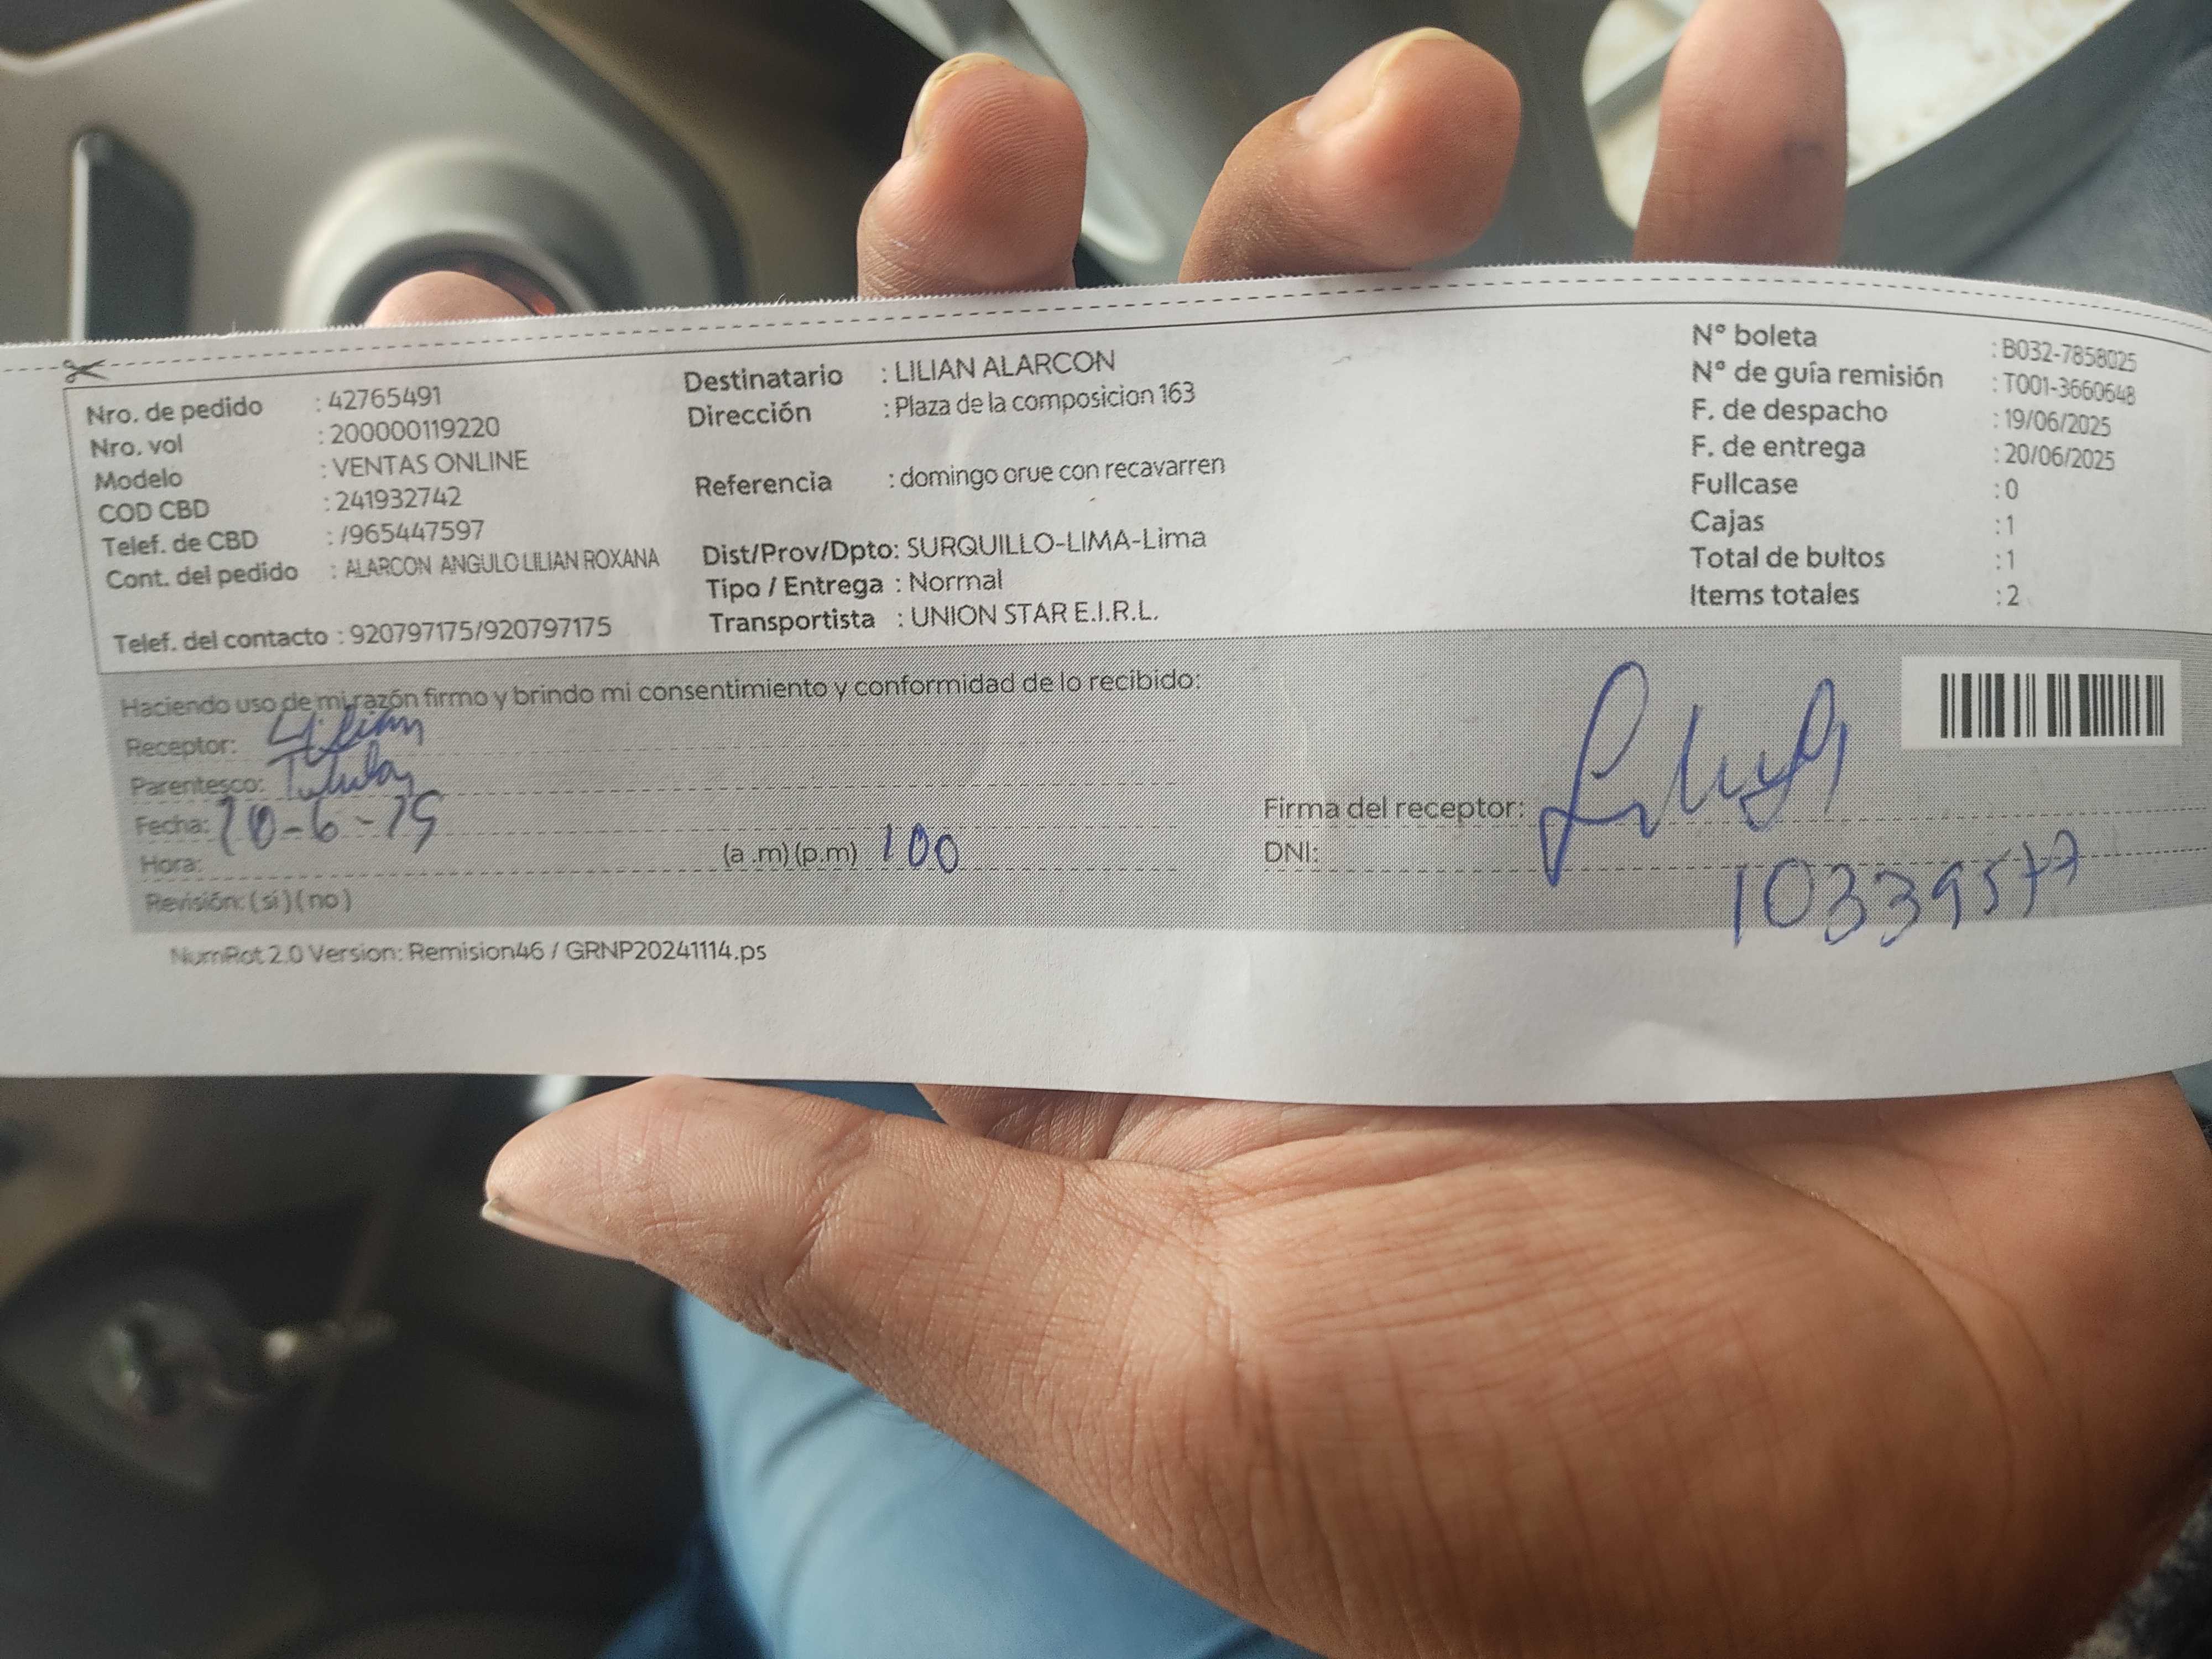 Nro. de pedido : 42765491
Nro. vol : 200000119220
Modelo : VENTAS ONLINE
COD CBD : 241932742
Telef. de CBD : /965447597
Cont. del pedido : ALARCON ANGULO LILIAN ROXANA
Telef. del contacto : 920797175/920797175
Destinatario : LILIAN ALARCON
Dirección : Plaza de la composicion 163
Referencia : domingo orue con recavarren
Dist/Prov/Dpto: SURQUILLO-LIMA-Lima
Tipo / Entrega : Normal
Transportista : UNION STAR E.I.R.L.
N° boleta : B032-7858025
N° de guía remisión : T001-3660648
F. de despacho : 19/06/2025
F. de entrega : 20/06/2025
Fullcase : 0
Cajas : 1
Total de bultos : 1
Items totales : 2
Haciendo uso de mi razón firmo y brindo mi consentimiento y conformidad de lo recibido:
Receptor: Lilian
Parentesco: Titular
Fecha:
Hora: (a .m) (p.m) 100
Revisión: (si) (no)
Firma del receptor:
DNI: 10339577
NumRot 2.0 Version: Remision46 / GRNP20241114.ps